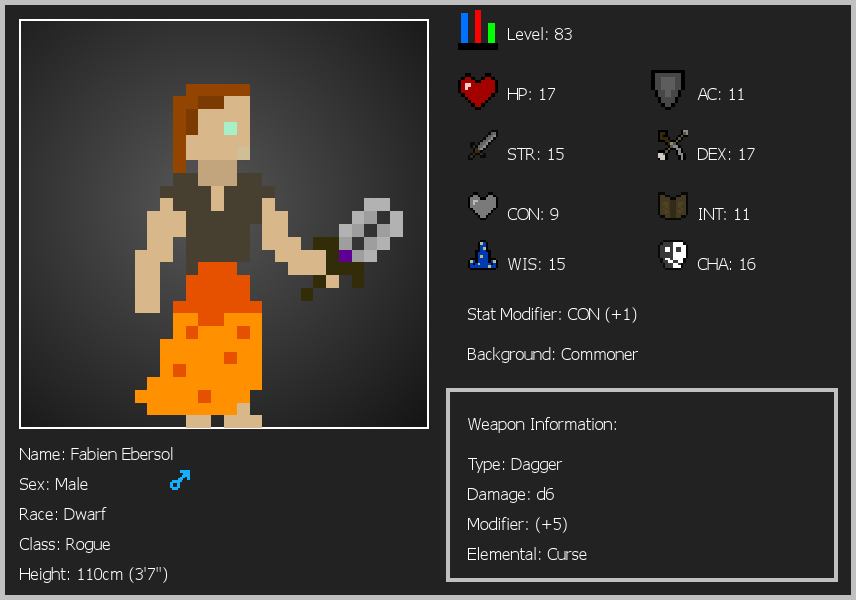 Level: 83
HP: 17
AC: 11
STR: 15
DEX: 17
CON: 9
INT: 11
WIS: 15
CHA: 16
Stat Modifier: CON (+1)
Background: Commoner
Weapon Information:
Type: Dagger
Damage: d6
Modifier: (+5)
Elemental: Curse
Name: Fabien Ebersol
Sex: Male
Race: Dwarf
Class: Rogue
Height: 110cm (3'7")